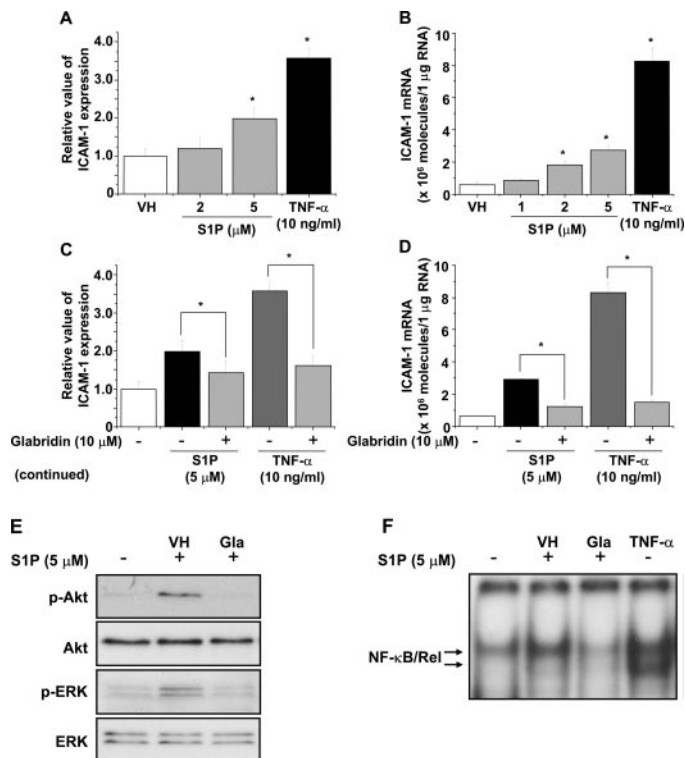 A
Relative value of
ICAM-1 expression
4.0
3.0
2.0
1.0
0.0
*
*
VH
2
5
TNF-α
(10 ng/ml)
S1P (μM)
B
ICAM-1 mRNA
(x 10⁶ molecules/1 μg RNA)
10
8
6
4
2
0
*
*
*
VH
1
2
5
TNF-α
(10 ng/ml)
S1P (μM)
C
Relative value of
ICAM-1 expression
4.0
3.0
2.0
1.0
0.0
*
*
Glabridin (10 μM)
-
-
+
-
+
(continued)
S1P
(5 μM)
TNF-α
(10 ng/ml)
D
ICAM-1 mRNA
(x 10⁶ molecules/1 μg RNA)
10
8
6
4
2
0
*
*
Glabridin (10 μM)
-
-
+
-
+
S1P
(5 μM)
TNF-α
(10 ng/ml)
E
VH
Gla
S1P (5 μM)
-
+
+
p-Akt
Akt
p-ERK
ERK
F
VH
Gla
TNF-α
S1P (5 μM)
-
+
+
-
NF-κB/Rel